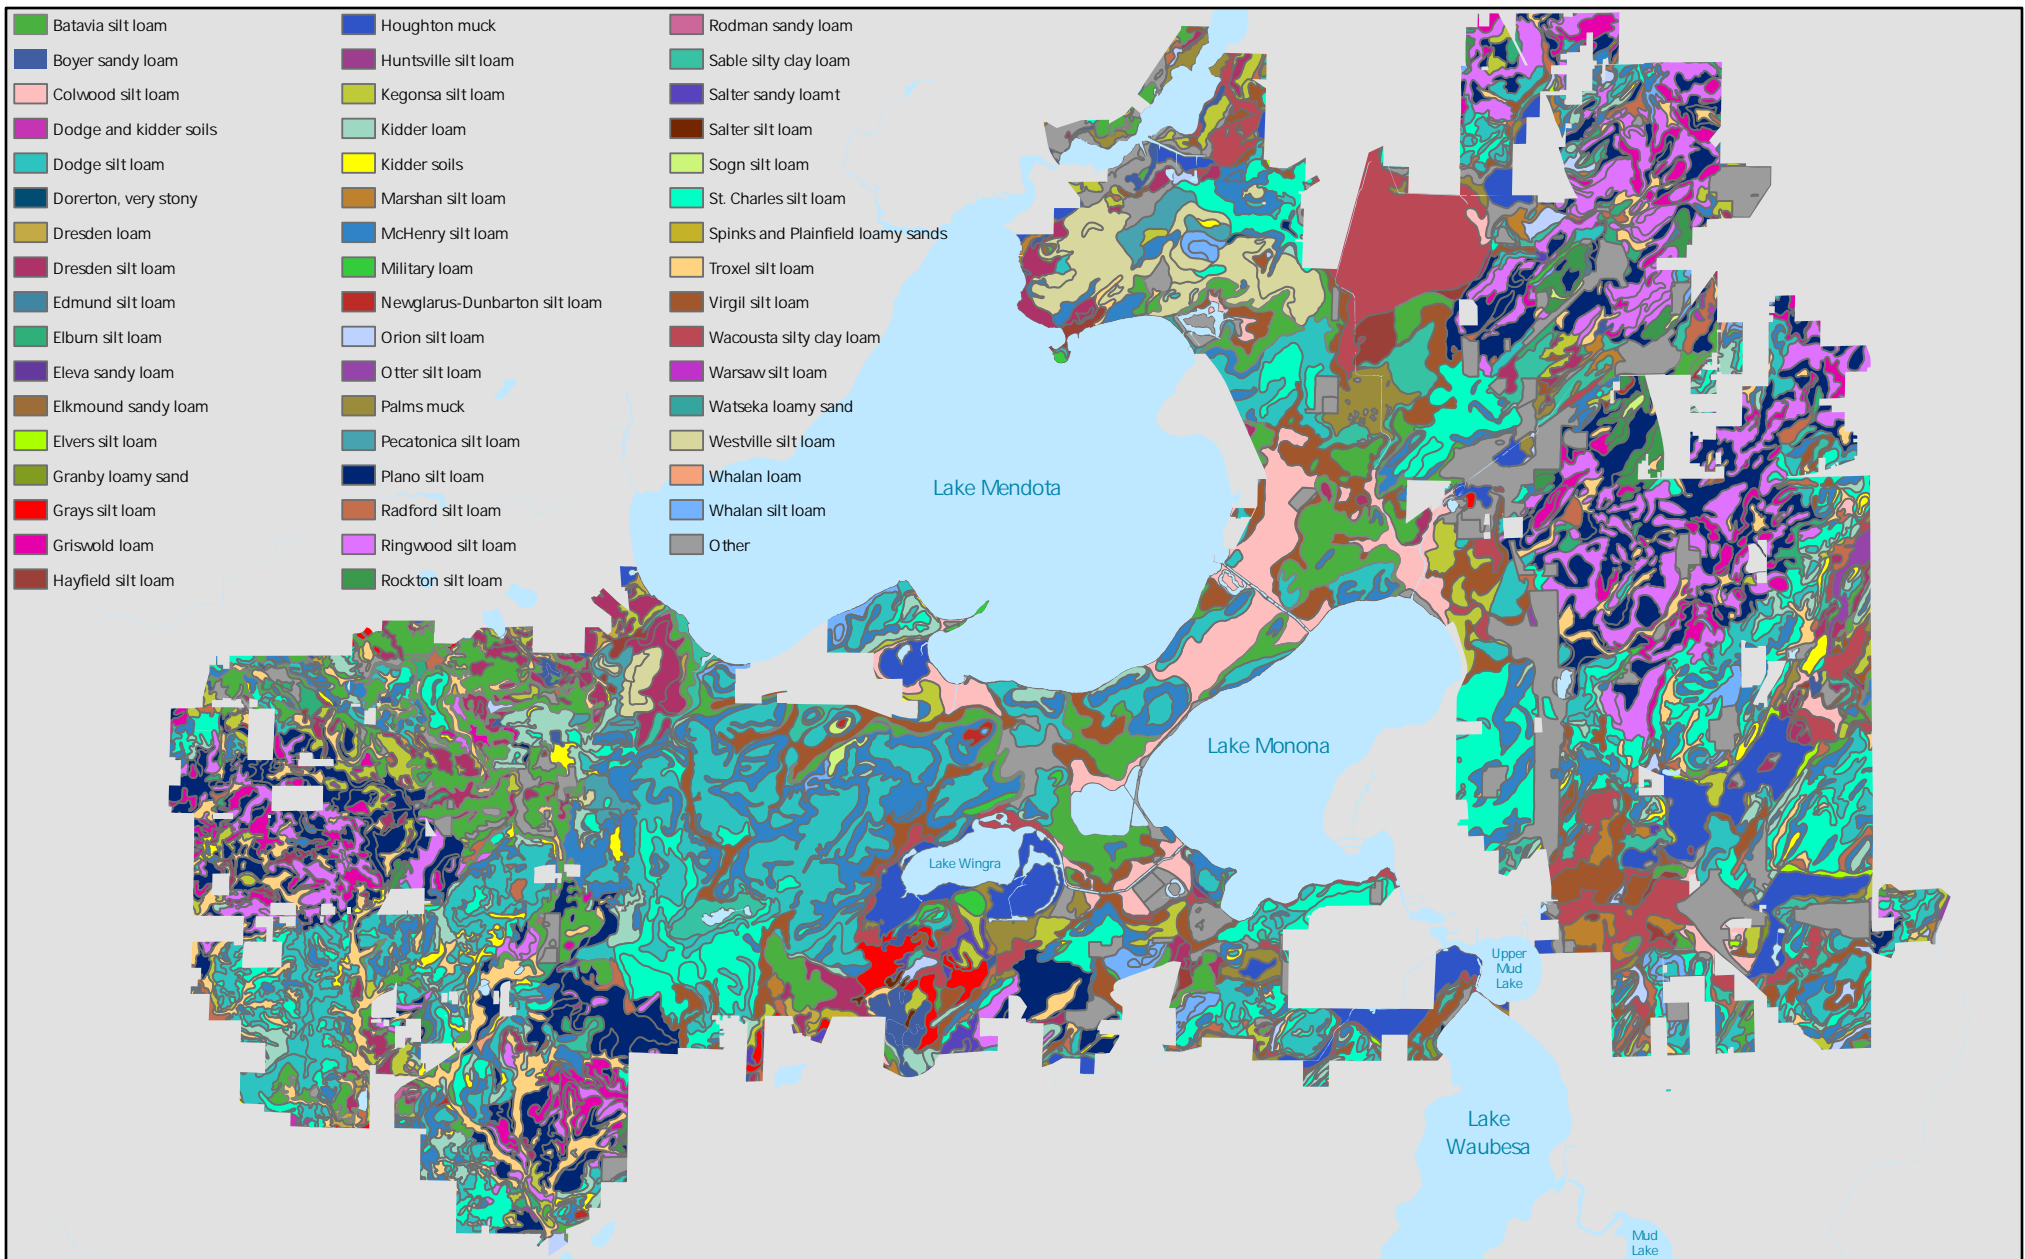 Batavia silt loam
Boyer sandy loam
Colwood silt loam
Dodge and kidder soils
Dodge silt loam
Dorerton, very stony
Dresden loam
Dresden silt loam
Edmund silt loam
Elburn silt loam
Eleva sandy loam
Elkmound sandy loam
Elvers silt loam
Granby loamy sand
Grays silt loam
Griswold loam
Hayfield silt loam
Houghton muck
Huntsville silt loam
Kegonsa silt loam
Kidder loam
Kidder soils
Marshan silt loam
McHenry silt loam
Military loam
Newglarus-Dunbarton silt loam
Orion silt loam
Otter silt loam
Palms muck
Pecatonica silt loam
Plano silt loam
Radford silt loam
Ringwood silt loam
Rockton silt loam
Rodman sandy loam
Sable silty clay loam
Salter sandy loamt
Salter silt loam
Sogn silt loam
St. Charles silt loam
Spinks and Plainfield loamy sands
Troxel silt loam
Virgil silt loam
Wacousta silty clay loam
Warsaw silt loam
Watseka loamy sand
Westville silt loam
Whalan loam
Whalan silt loam
Other
Lake Mendota
Lake Monona
Lake Wingra
Upper
Mud
Lake
Lake
Waubesa
Mud
Lake